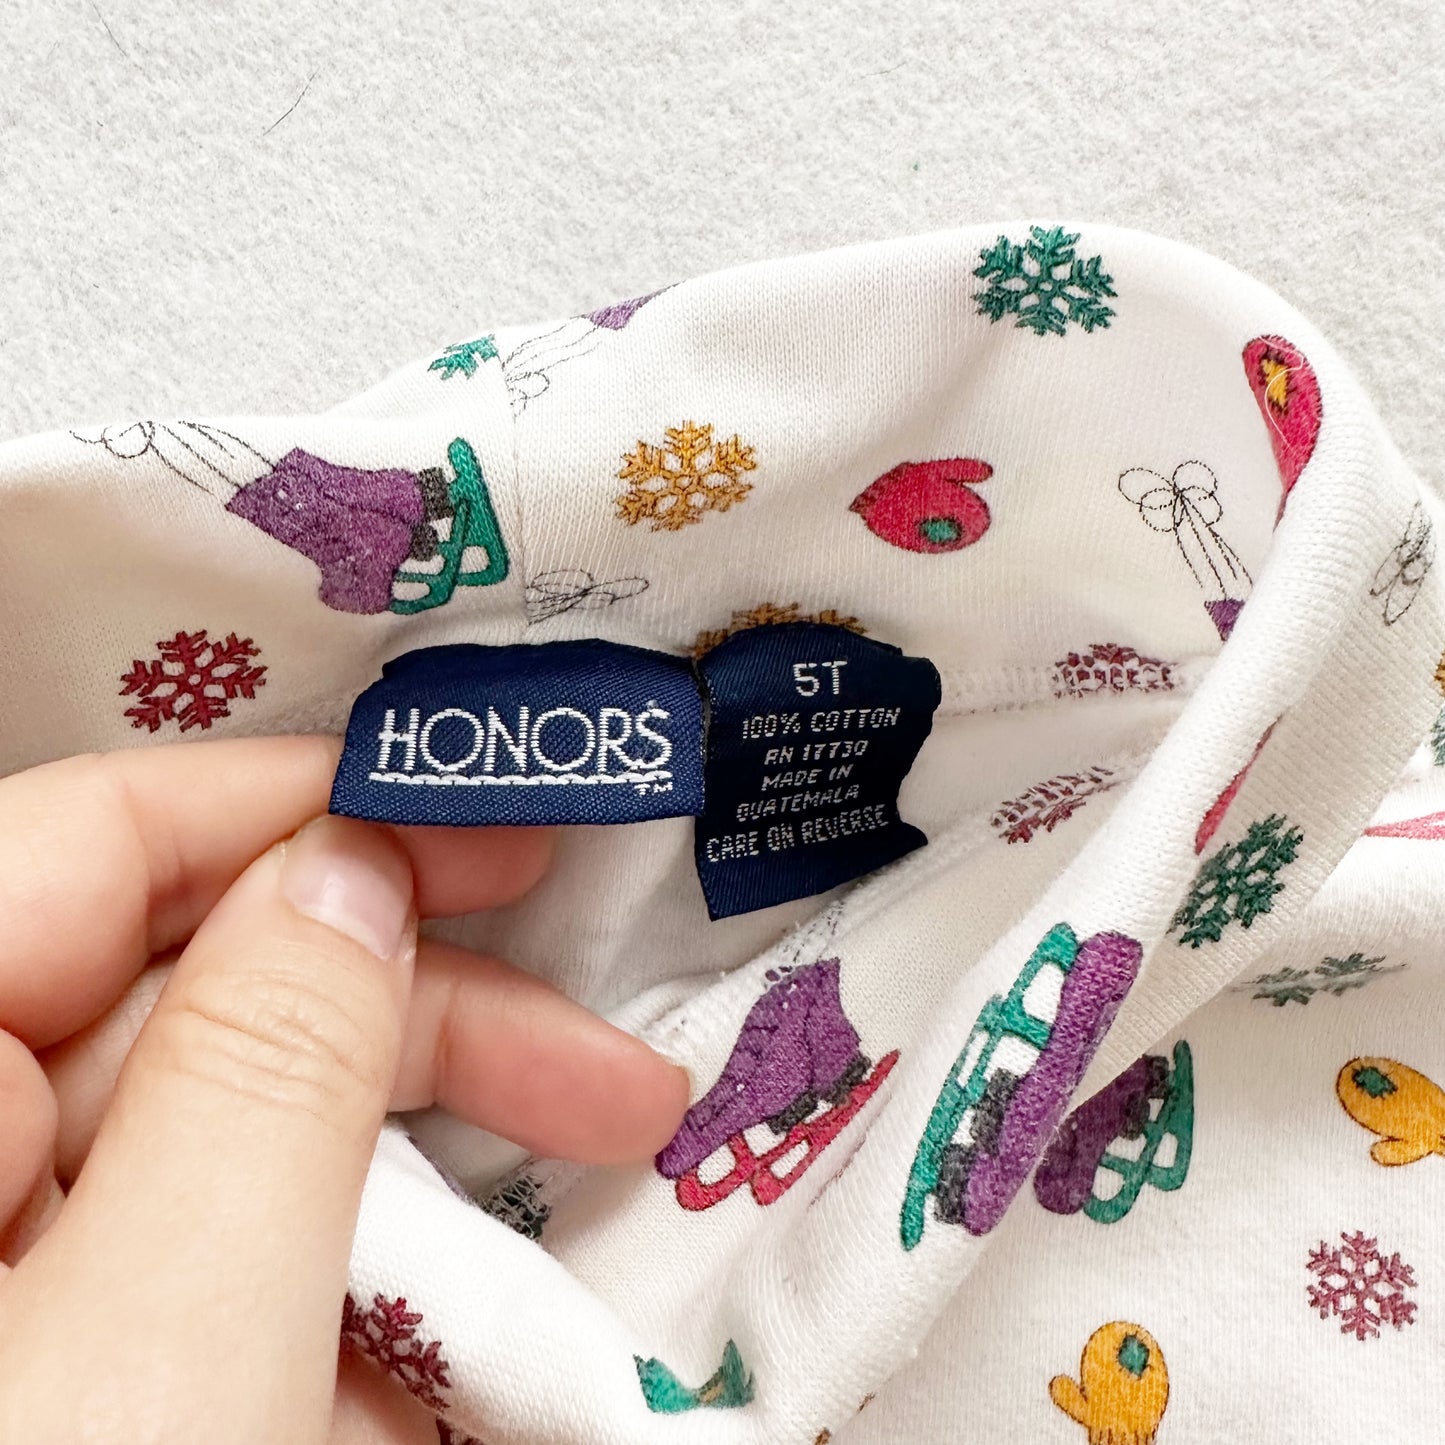 HONORS
TM
5T
100% COTTON
RN 17730
MADE IN
GUATEMALA
CARE ON REVERSE